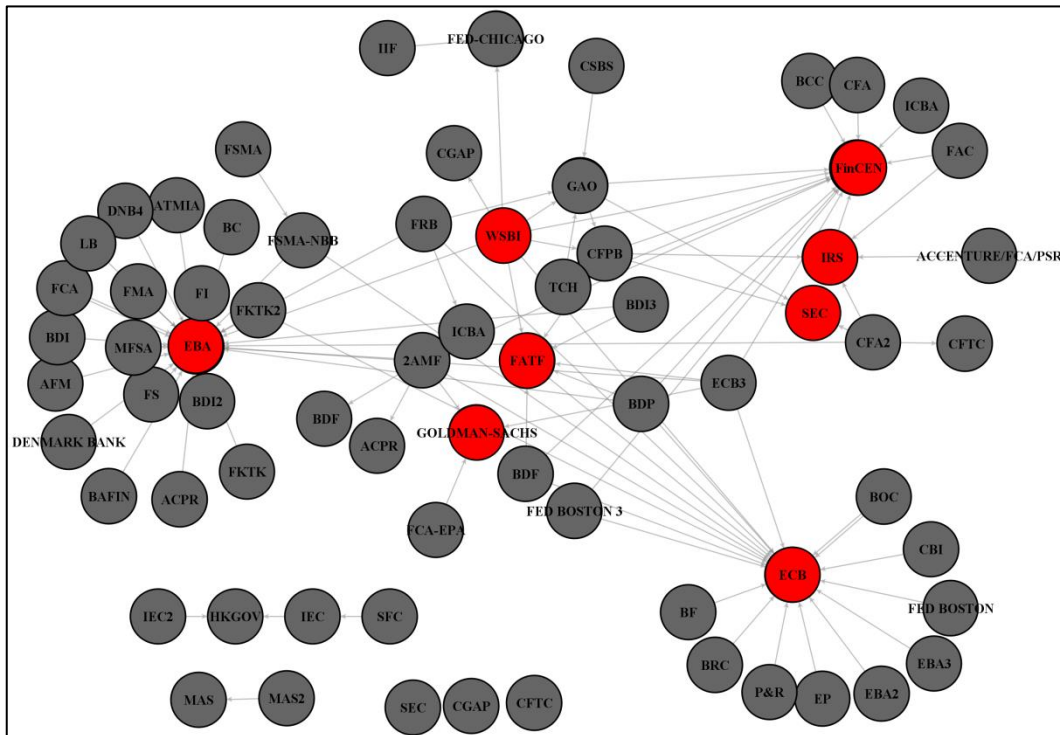 IIF
FED-CHICAGO
CSBS
BCC
CFA
ICBA
FSMA
CGAP
FAC
FinCEN
GAO
DNB4
ATMIA
BC
FRB
WSBI
LB
FSMA-NBB
CFPB
IRS
ACCENTURE/FCA/PSR
FCA
FMA
FI
FKTK2
TCH
BDI3
SEC
BDI
MFSA
EBA
ICBA
2AMF
FATF
CFA2
CFTC
AFM
FS
BDI2
ECB3
BDP
BDF
ACPR
GOLDMAN-SACHS
DENMARK BANK
FKTK
BDF
BAFIN
ACPR
FCA-EPA
FED BOSTON 3
BOC
CBI
ECB
BF
FED BOSTON
IEC2
HKGOV
IEC
SFC
BRC
EBA3
P&R
EP
EBA2
MAS
MAS2
SEC
CGAP
CFTC